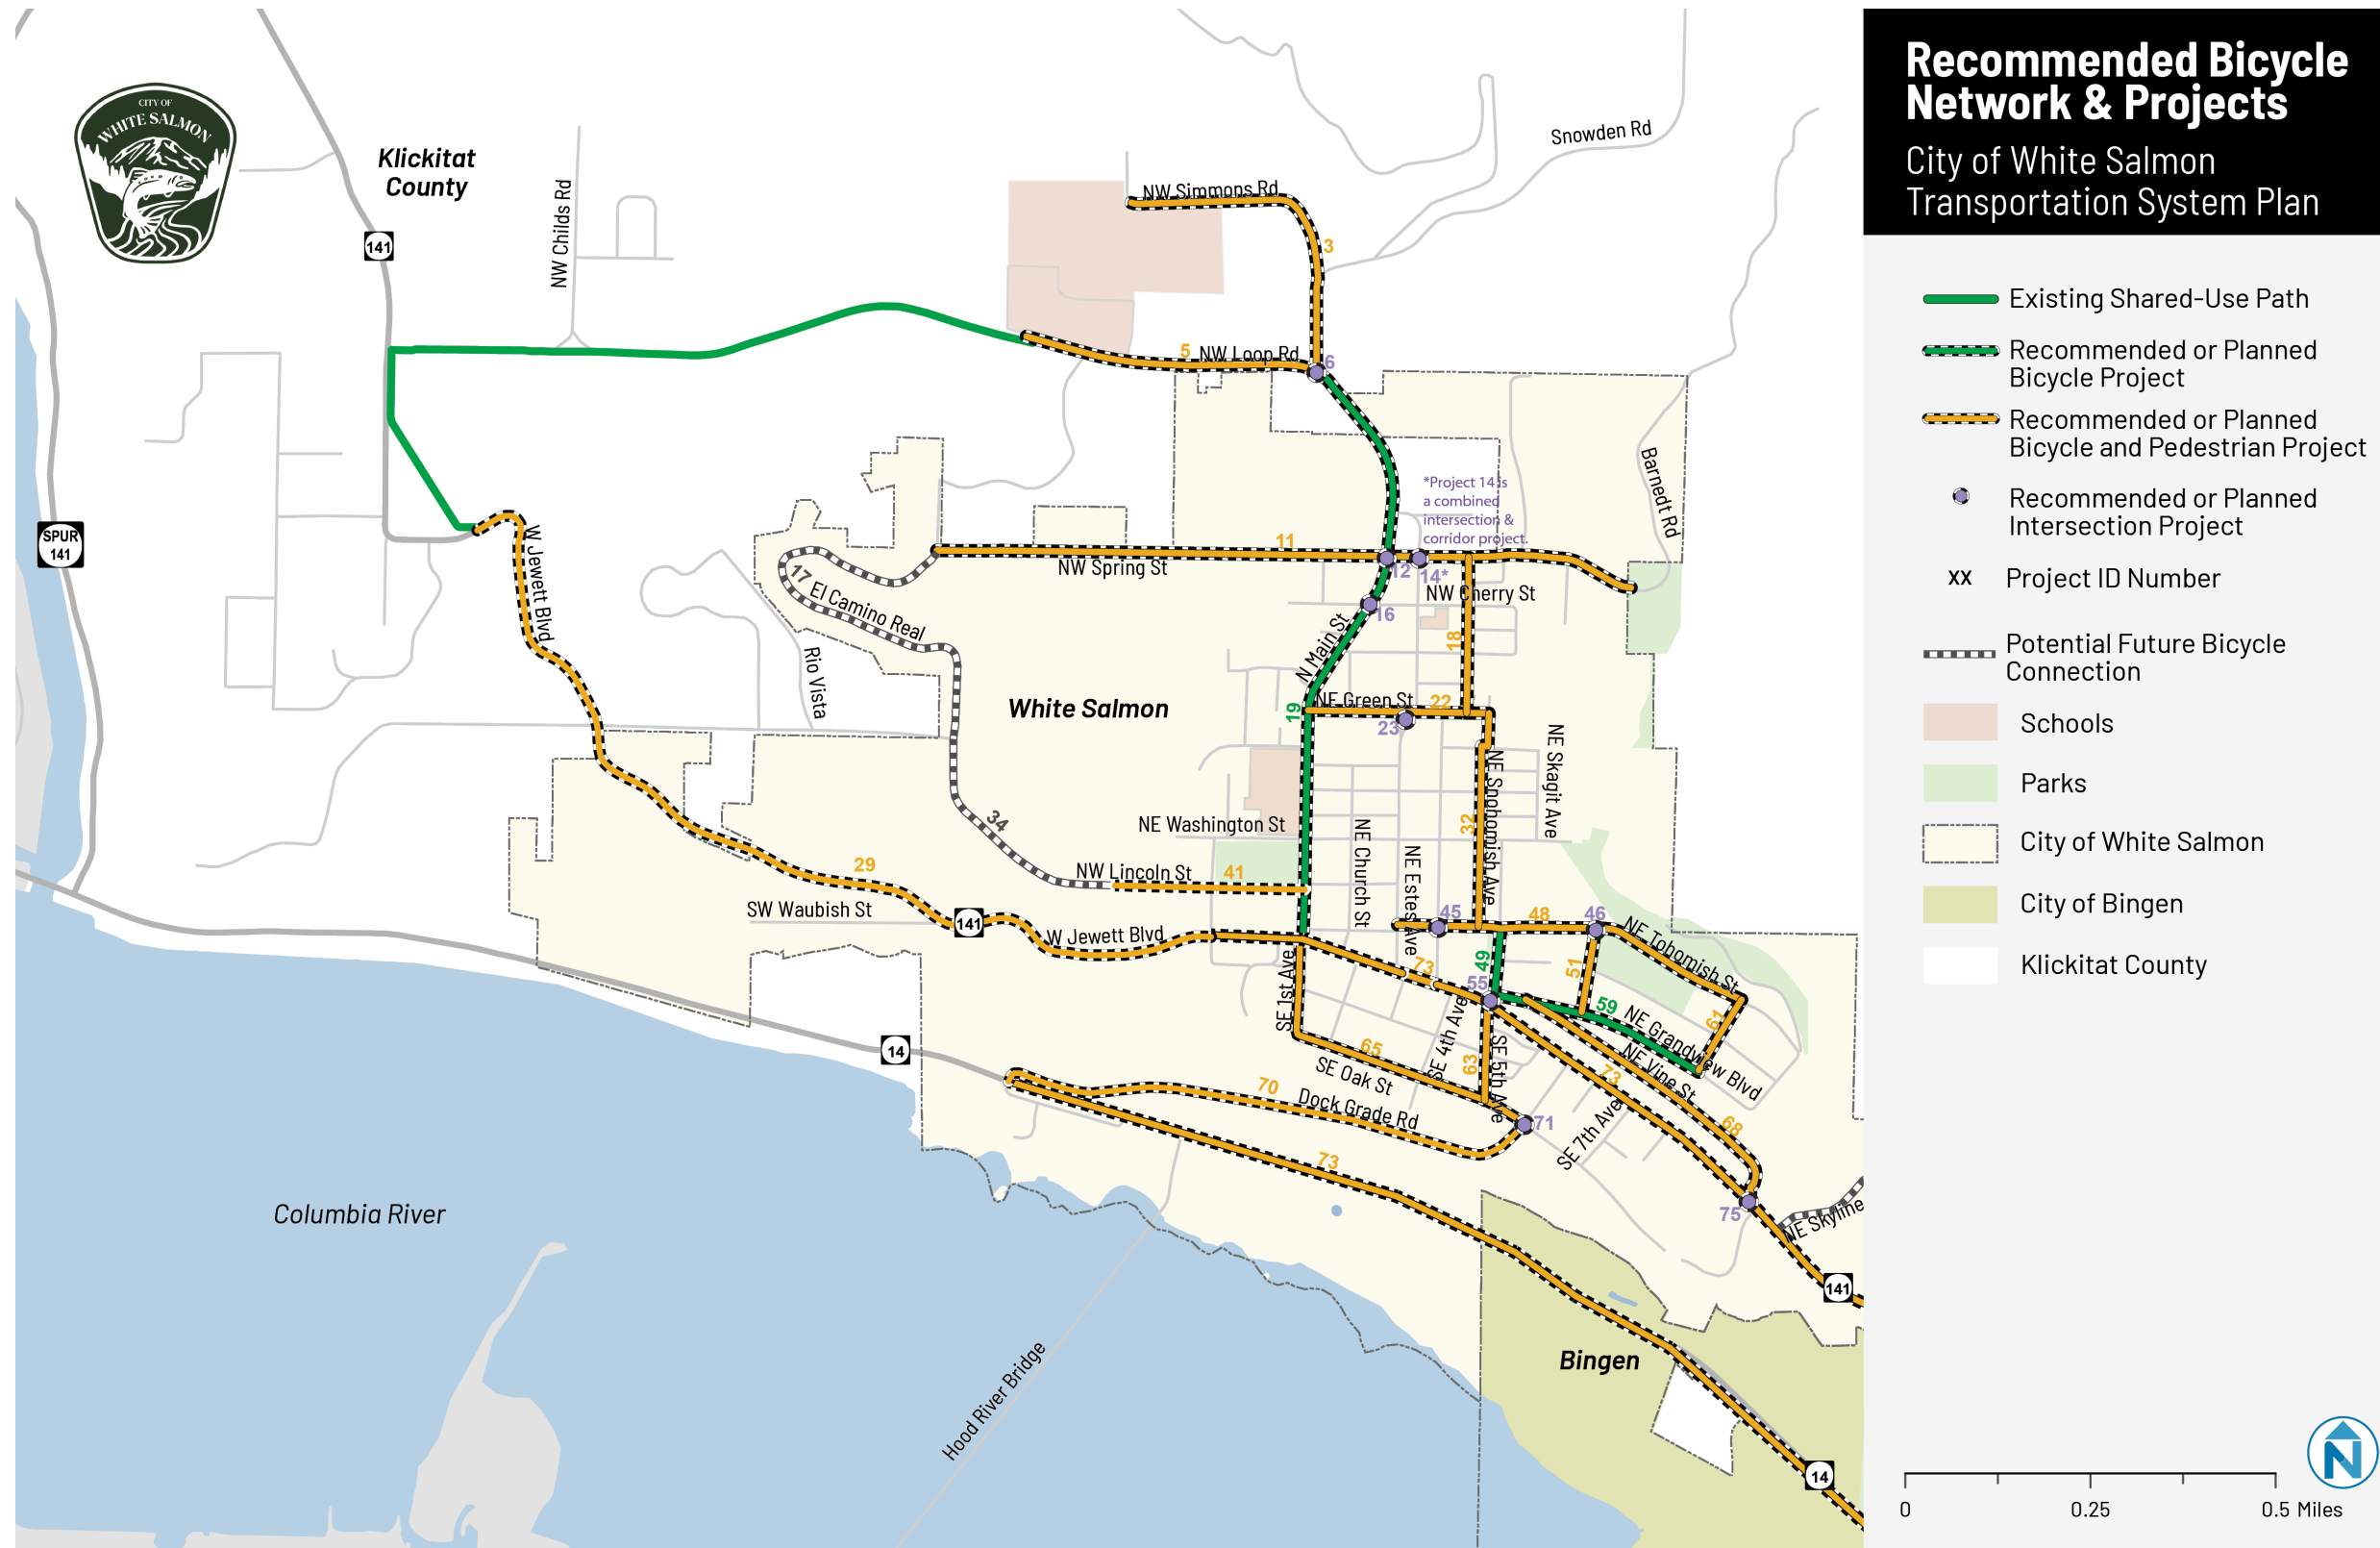 Recommended Bicycle
Network & Projects
City of White Salmon
Transportation System Plan
Existing Shared-Use Path
Recommended or Planned
Bicycle Project
Recommended or Planned
Bicycle and Pedestrian Project
Recommended or Planned
Intersection Project
XX
Project ID Number
Potential Future Bicycle
Connection
Schools
Parks
City of White Salmon
City of Bingen
Klickitat County
0
0.25
0.5 Miles
N
CITY OF
WHITE SALMON
Klickitat
County
141
NW Childs Rd
SPUR
141
NW Simmons Rd
3
Snowden Rd
5
NW Loop Rd
6
Barnedt Rd
*Project 14 is
a combined
intersection &
corridor project.
11
NW Spring St
12
14*
NW Cherry St
16
17
El Camino Real
Rio Vista
W Jewett Blvd
N Main St
18
White Salmon
NE Green St
22
19
23
NE Skagit Ave
NE Snohomish Ave
32
34
NE Washington St
NE Church St
NE Estes Ave
29
NW Lincoln St
41
SW Waubish St
141
W Jewett Blvd
45
48
46
NE Tohomish St
73
49
51
55
SE 1st Ave
59
NE Grandview Blvd
61
14
65
SE Oak St
SE 4th Ave
63
SE 5th Ave
NE Vine St
73
68
70
Dock Grade Rd
71
SE 7th Ave
73
75
NE Skyline
141
Columbia River
Hood River Bridge
Bingen
14